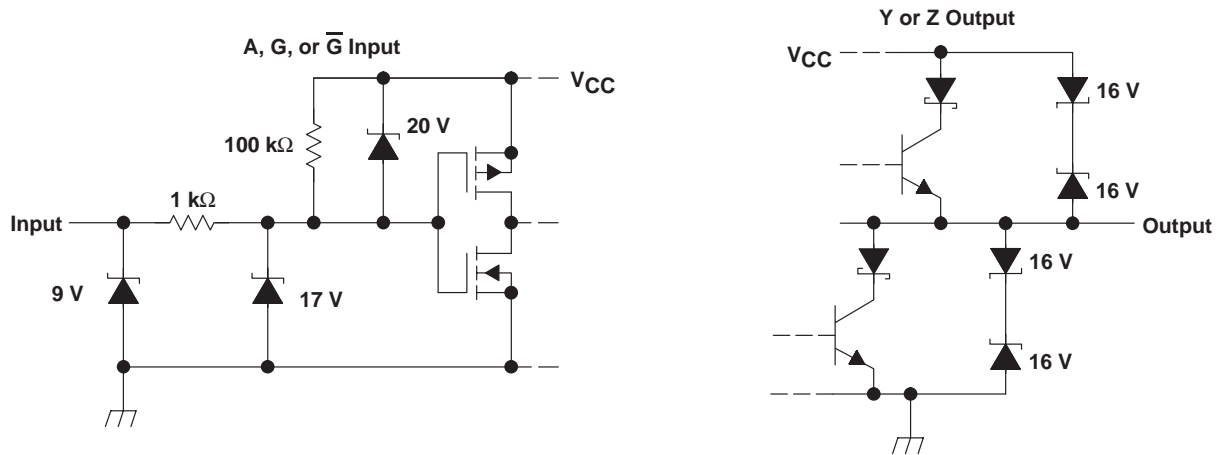 A, G, or G̅ Input
VCC
20 V
100 kΩ
1 kΩ
Input
9 V
17 V
Y or Z Output
VCC
16 V
16 V
Output
16 V
16 V